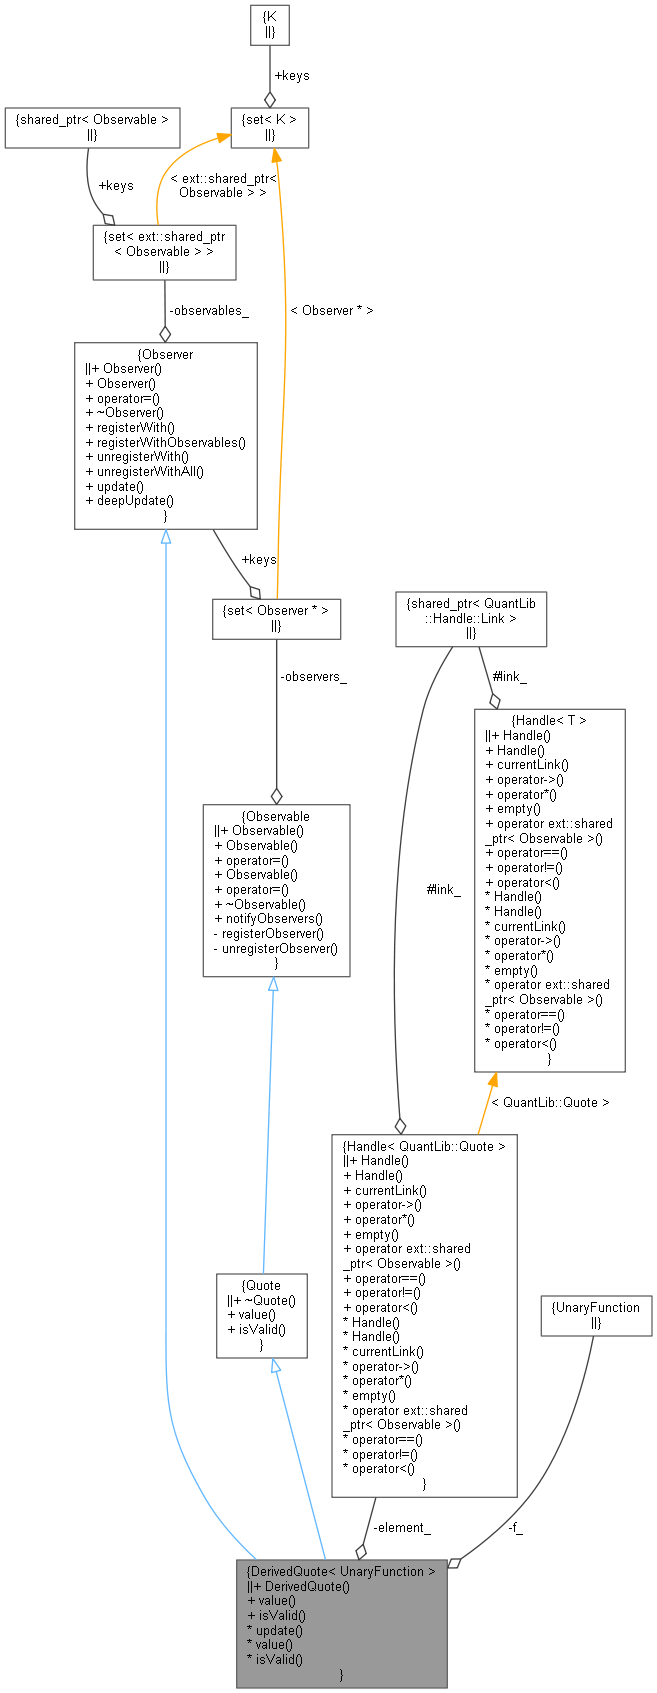 {K
||}
+keys
{shared_ptr< Observable >
||}
{set< K >
||}
+keys
< ext::shared_ptr<
Observable > >
{set< ext::shared_ptr
< Observable > >
||}
-observables_
< Observer * >
{Observer
||+ Observer()
+ Observer()
+ operator=()
+ ~Observer()
+ registerWith()
+ registerWithObservables()
+ unregisterWith()
+ unregisterWithAll()
+ update()
+ deepUpdate()
}
+keys
{set< Observer * >
||}
{shared_ptr< QuantLib
::Handle::Link >
||}
-observers_
#link_
{Handle< T >
||+ Handle()
+ Handle()
+ currentLink()
+ operator->()
+ operator*()
+ empty()
+ operator ext::shared
_ptr< Observable >()
+ operator==()
+ operator!=()
+ operator<()
* Handle()
* Handle()
* currentLink()
* operator->()
* operator*()
* empty()
* operator ext::shared
_ptr< Observable >()
* operator==()
* operator!=()
* operator<()
}
{Observable
||+ Observable()
+ Observable()
+ operator=()
+ Observable()
+ operator=()
+ ~Observable()
+ notifyObservers()
- registerObserver()
- unregisterObserver()
}
#link_
< QuantLib::Quote >
{Handle< QuantLib::Quote >
||+ Handle()
+ Handle()
+ currentLink()
+ operator->()
+ operator*()
+ empty()
+ operator ext::shared
_ptr< Observable >()
+ operator==()
+ operator!=()
+ operator<()
* Handle()
* Handle()
* currentLink()
* operator->()
* operator*()
* empty()
* operator ext::shared
_ptr< Observable >()
* operator==()
* operator!=()
* operator<()
}
{Quote
||+ ~Quote()
+ value()
+ isValid()
}
{UnaryFunction
||}
-element_
-f_
{DerivedQuote< UnaryFunction >
||+ DerivedQuote()
+ value()
+ isValid()
* update()
* value()
* isValid()
}